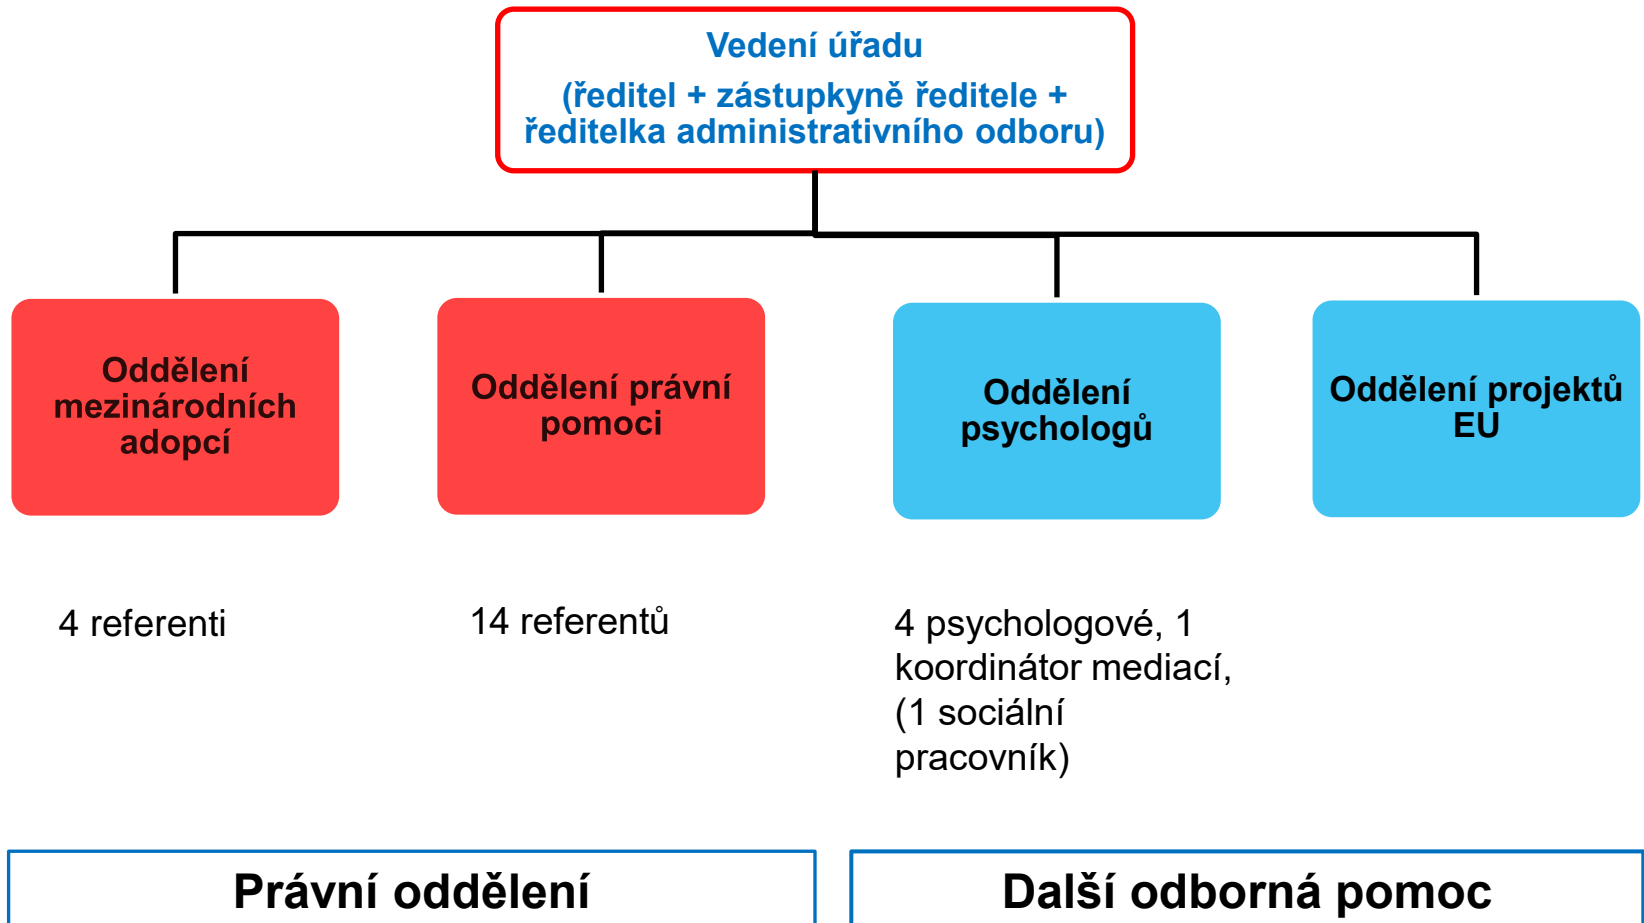 Vedení úřadu
(ředitel + zástupkyně ředitele +
ředitelka administrativního odboru)
Oddělení
mezinárodních
adopcí
Oddělení právní
pomoci
Oddělení
psychologů
Oddělení projektů
EU
4 referenti
14 referentů
4 psychologové, 1
koordinátor mediací,
(1 sociální
pracovník)
Právní oddělení
Další odborná pomoc